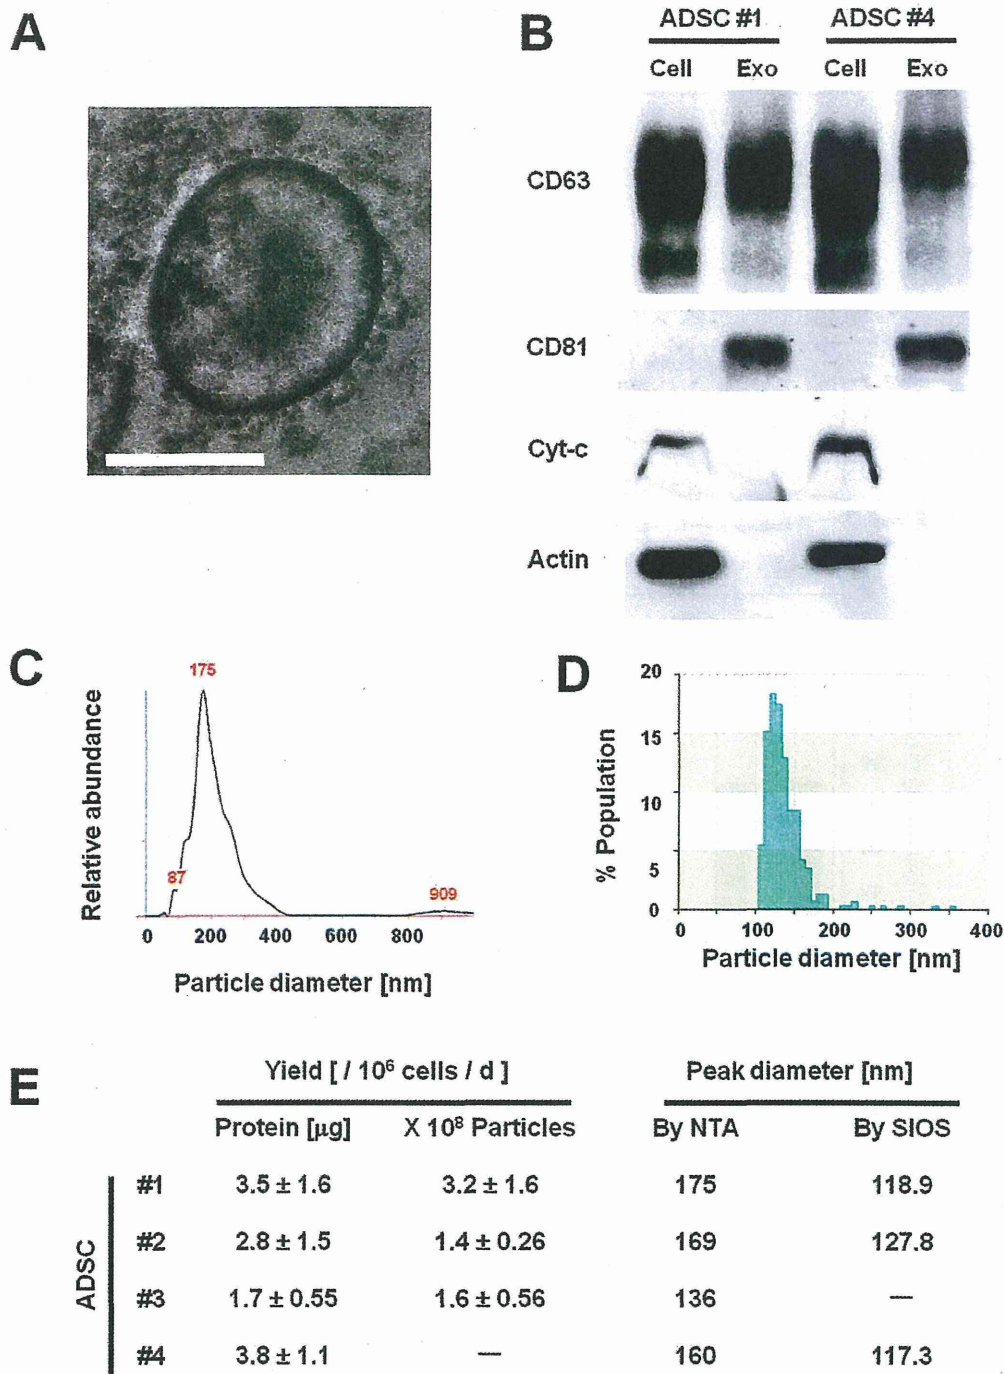 A
B
ADSC #1 ADSC #4
Cell Exo Cell Exo
CD63
CD81
Cyt-c
Actin
C
175
87
909
Relative abundance
0 200 400 600 800
Particle diameter [nm]
D
20
15
10
5
0
% Population
0 100 200 300 400
Particle diameter [nm]
E
Yield [ / 10⁶ cells / d ] Peak diameter [nm]
Protein [μg] X 10⁸ Particles By NTA By SIOS
ADSC
#1 3.5 ± 1.6 3.2 ± 1.6 175 118.9
#2 2.8 ± 1.5 1.4 ± 0.26 169 127.8
#3 1.7 ± 0.55 1.6 ± 0.56 136 —
#4 3.8 ± 1.1 — 160 117.3